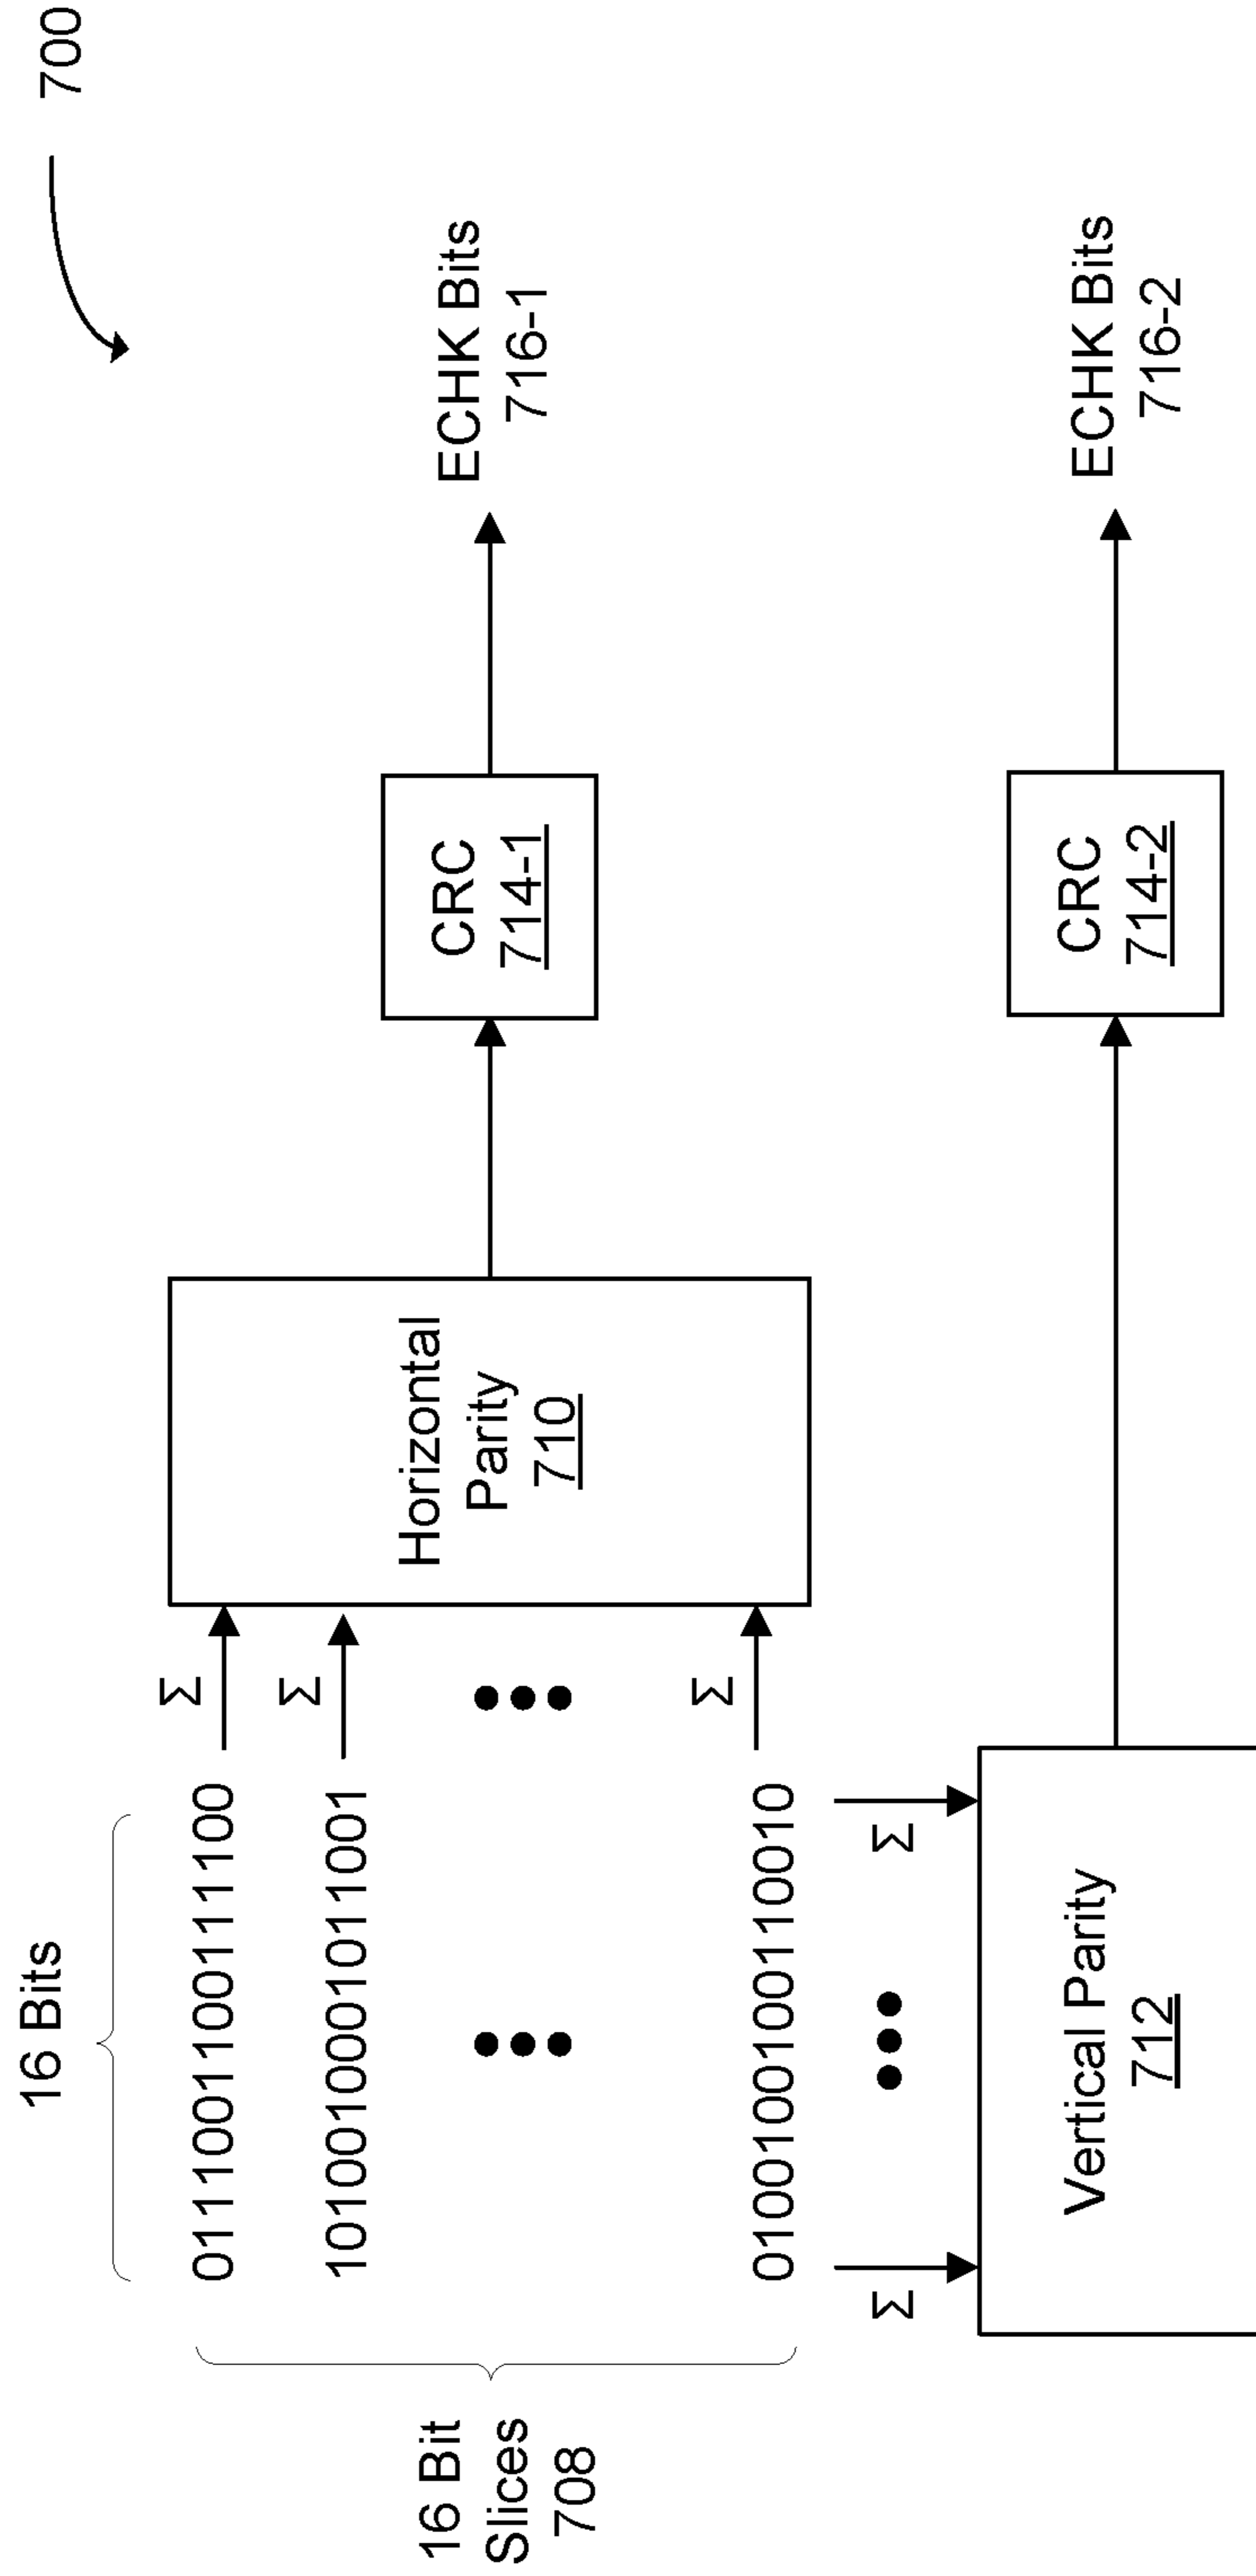 700
16 Bits
16 Bit
Slices
708
0111001100111100
1010010001011001
0100100100110010
Σ
Σ
Σ
Σ
Σ
Horizontal
Parity
710
CRC
714-1
ECHK Bits
716-1
Vertical Parity
712
CRC
714-2
ECHK Bits
716-2